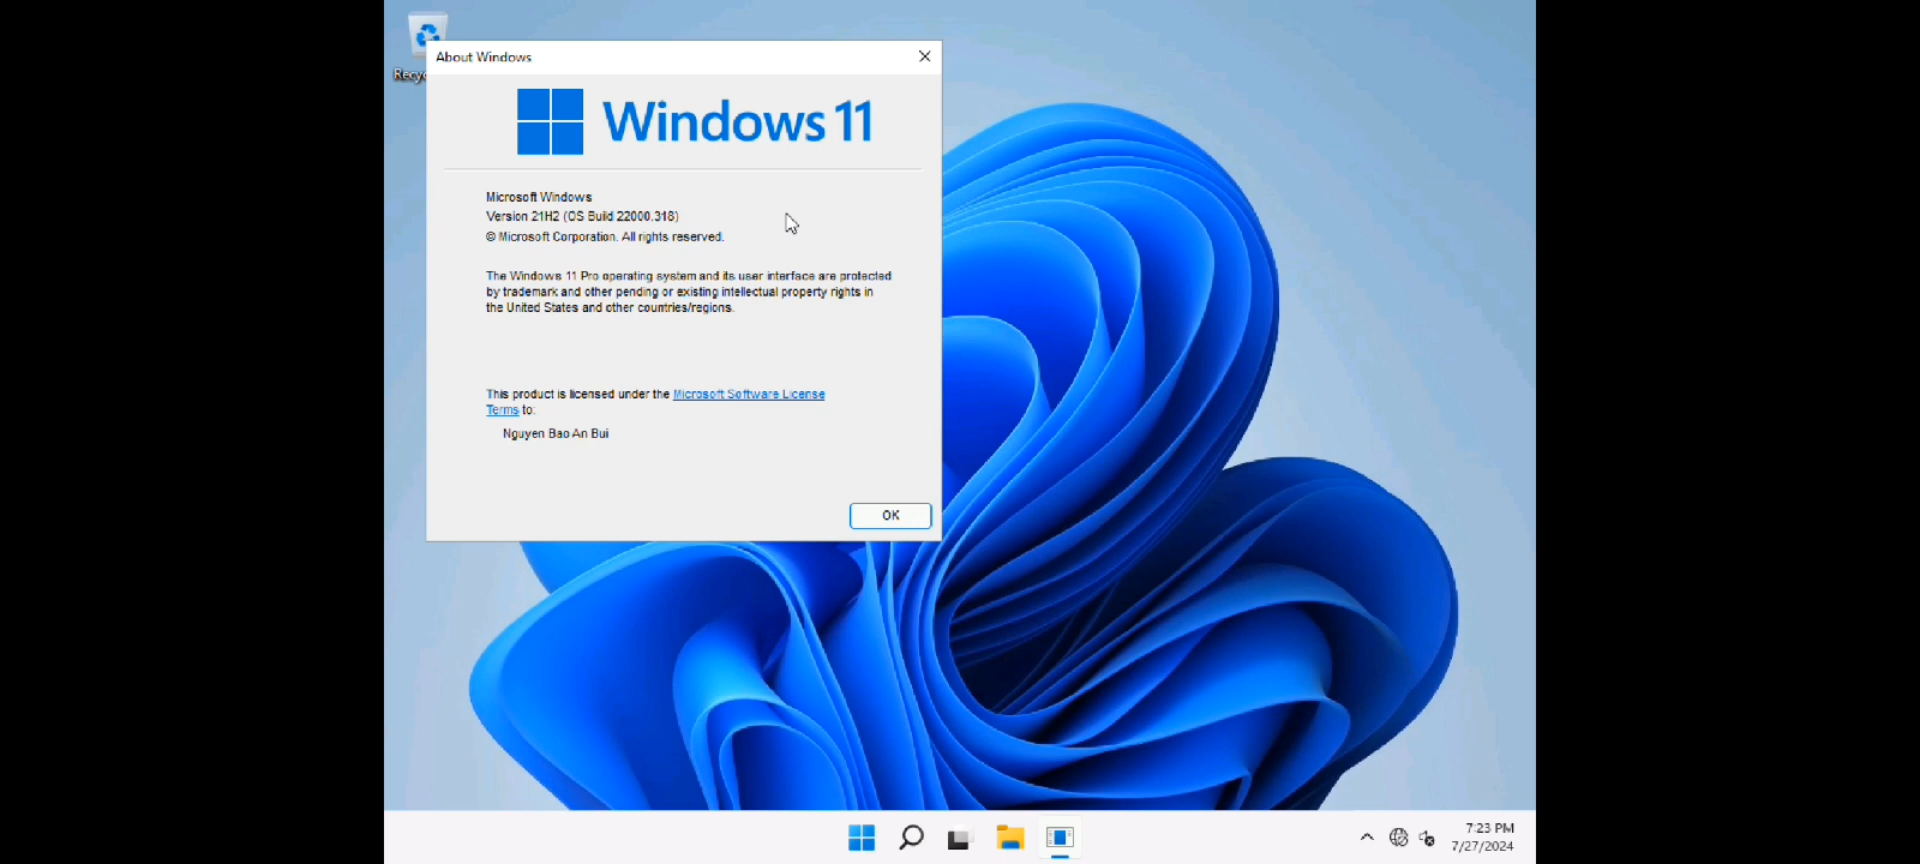 Recyc
About Windows
Windows 11
Microsoft Windows
Version 21H2 (OS Build 22000.318)
© Microsoft Corporation. All rights reserved.
The Windows 11 Pro operating system and its user interface are protected
by trademark and other pending or existing intellectual property rights in
the United States and other countries/regions.
This product is licensed under the Microsoft Software License
Terms to:
Nguyen Bao An Bui
OK
7:23 PM
7/27/2024